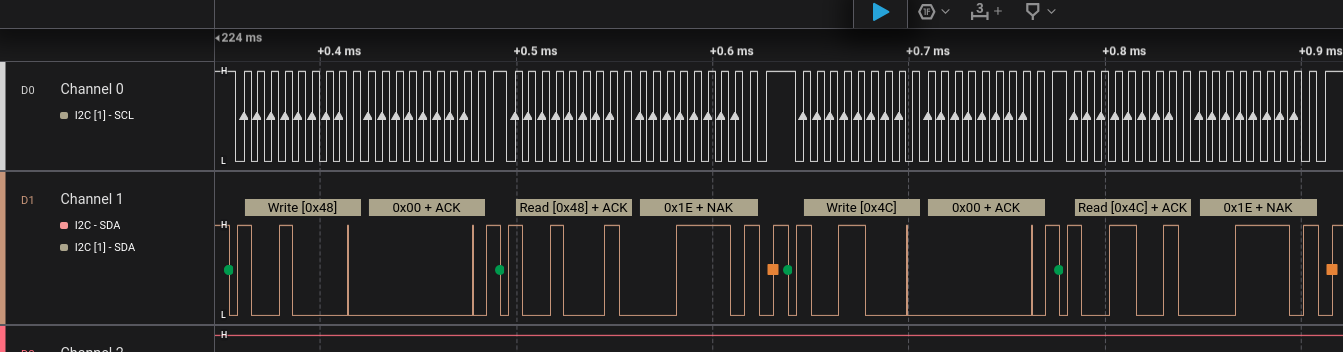 1F
3 +
224 ms
+0.4 ms +0.5 ms +0.6 ms +0.7 ms +0.8 ms +0.9 ms
D0 Channel 0 H
I2C [1] - SCL
L
D1 Channel 1
Write [0x48] 0x00 + ACK Read [0x48] + ACK 0x1E + NAK Write [0x4C] 0x00 + ACK Read [0x4C] + ACK 0x1E + NAK
I2C - SDA H
I2C [1] - SDA
L
H
Channel 2